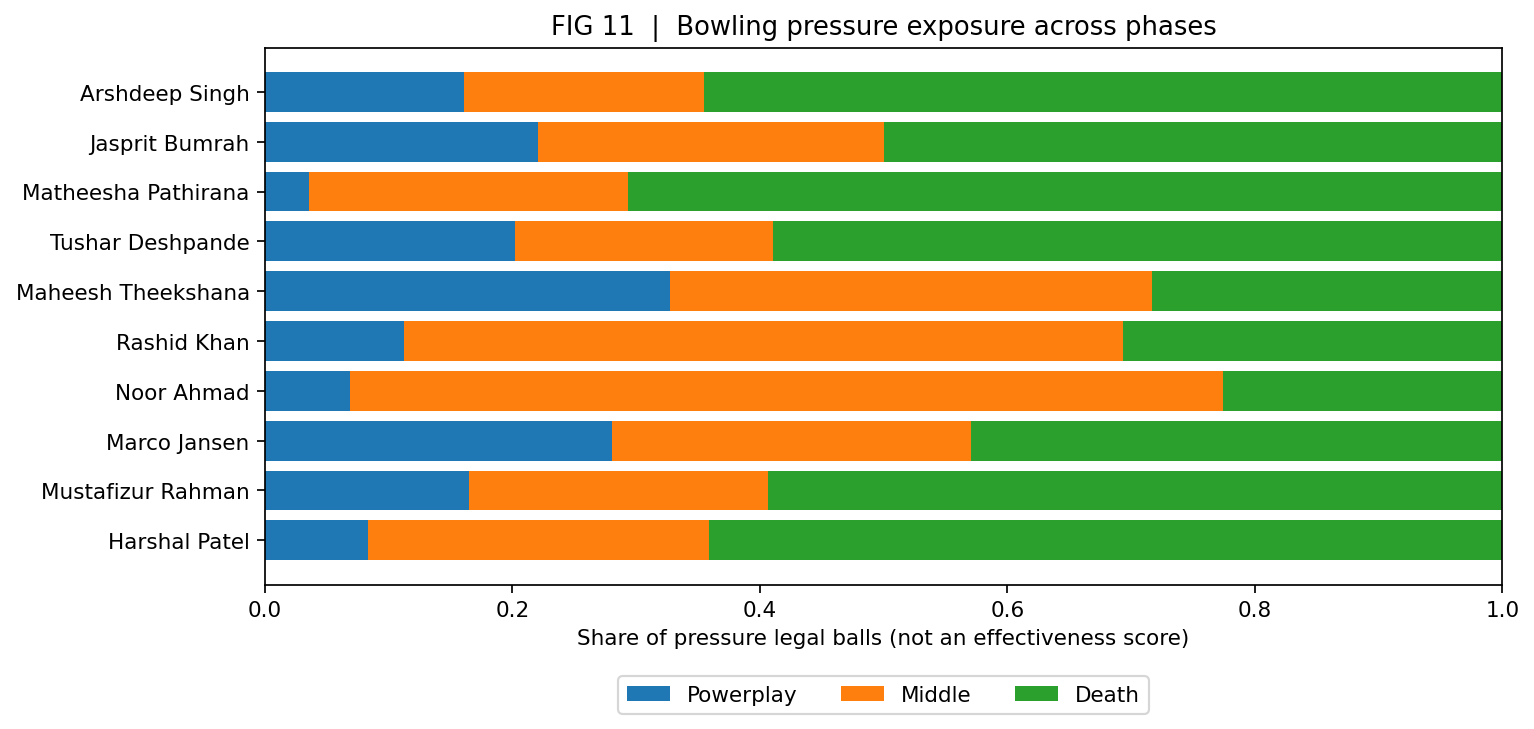 FIG 11 | Bowling pressure exposure across phases
Arshdeep Singh
Jasprit Bumrah
Matheesha Pathirana
Tushar Deshpande
Maheesh Theekshana
Rashid Khan
Noor Ahmad
Marco Jansen
Mustafizur Rahman
Harshal Patel
0.0 0.2 0.4 0.6 0.8 1.0
Share of pressure legal balls (not an effectiveness score)
Powerplay Middle Death